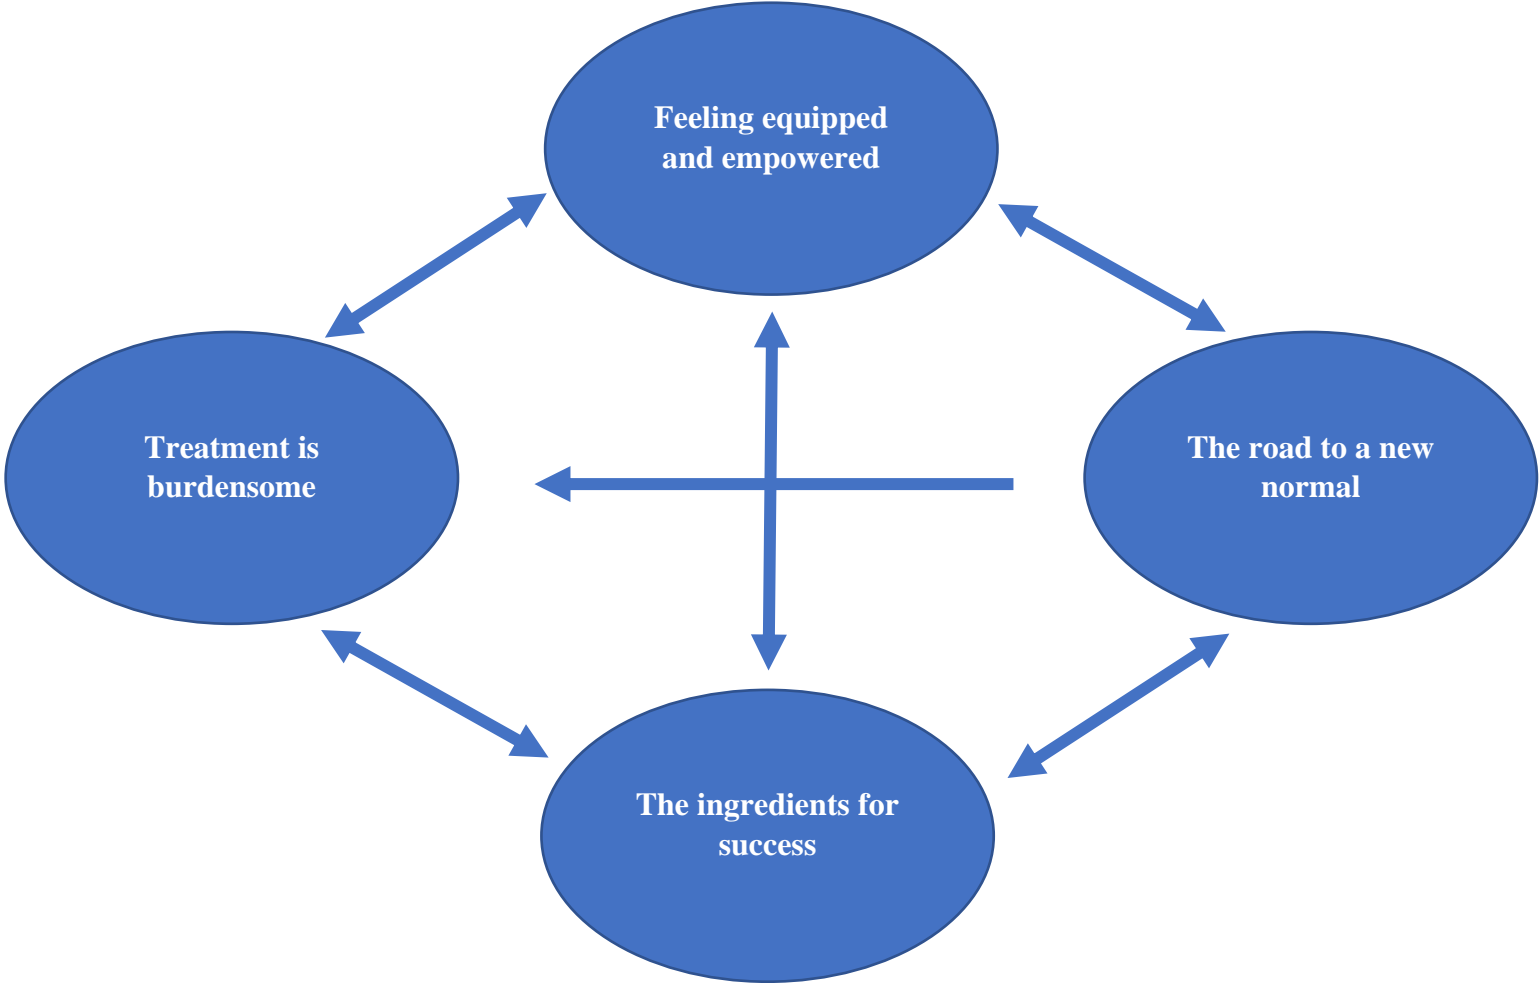 Feeling equipped
and empowered
Treatment is
burdensome
The road to a new
normal
The ingredients for
success